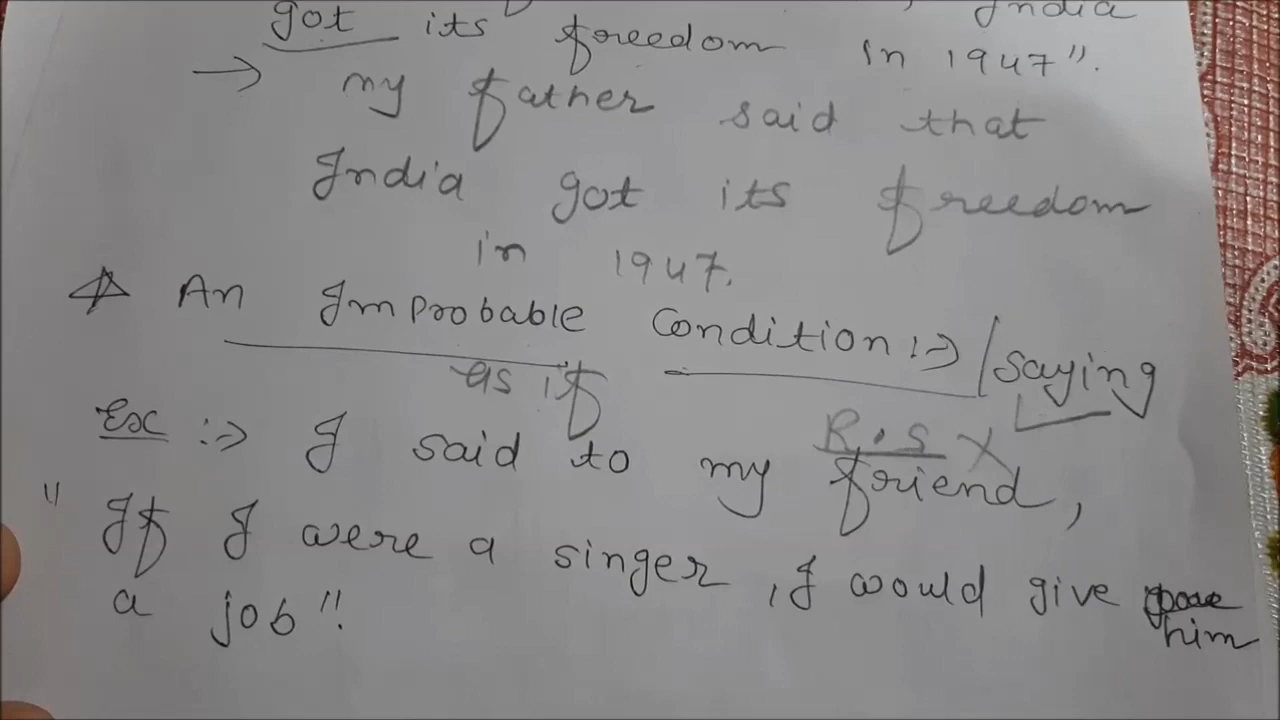 India
got its freedom in 1947".
→ my father said that
India got its freedom
in 1947.
☆ An Improbable Condition :→ / saying
as if
R.S X
Ex :→ I said to my friend,
" If I were a singer, I would give him
a job"